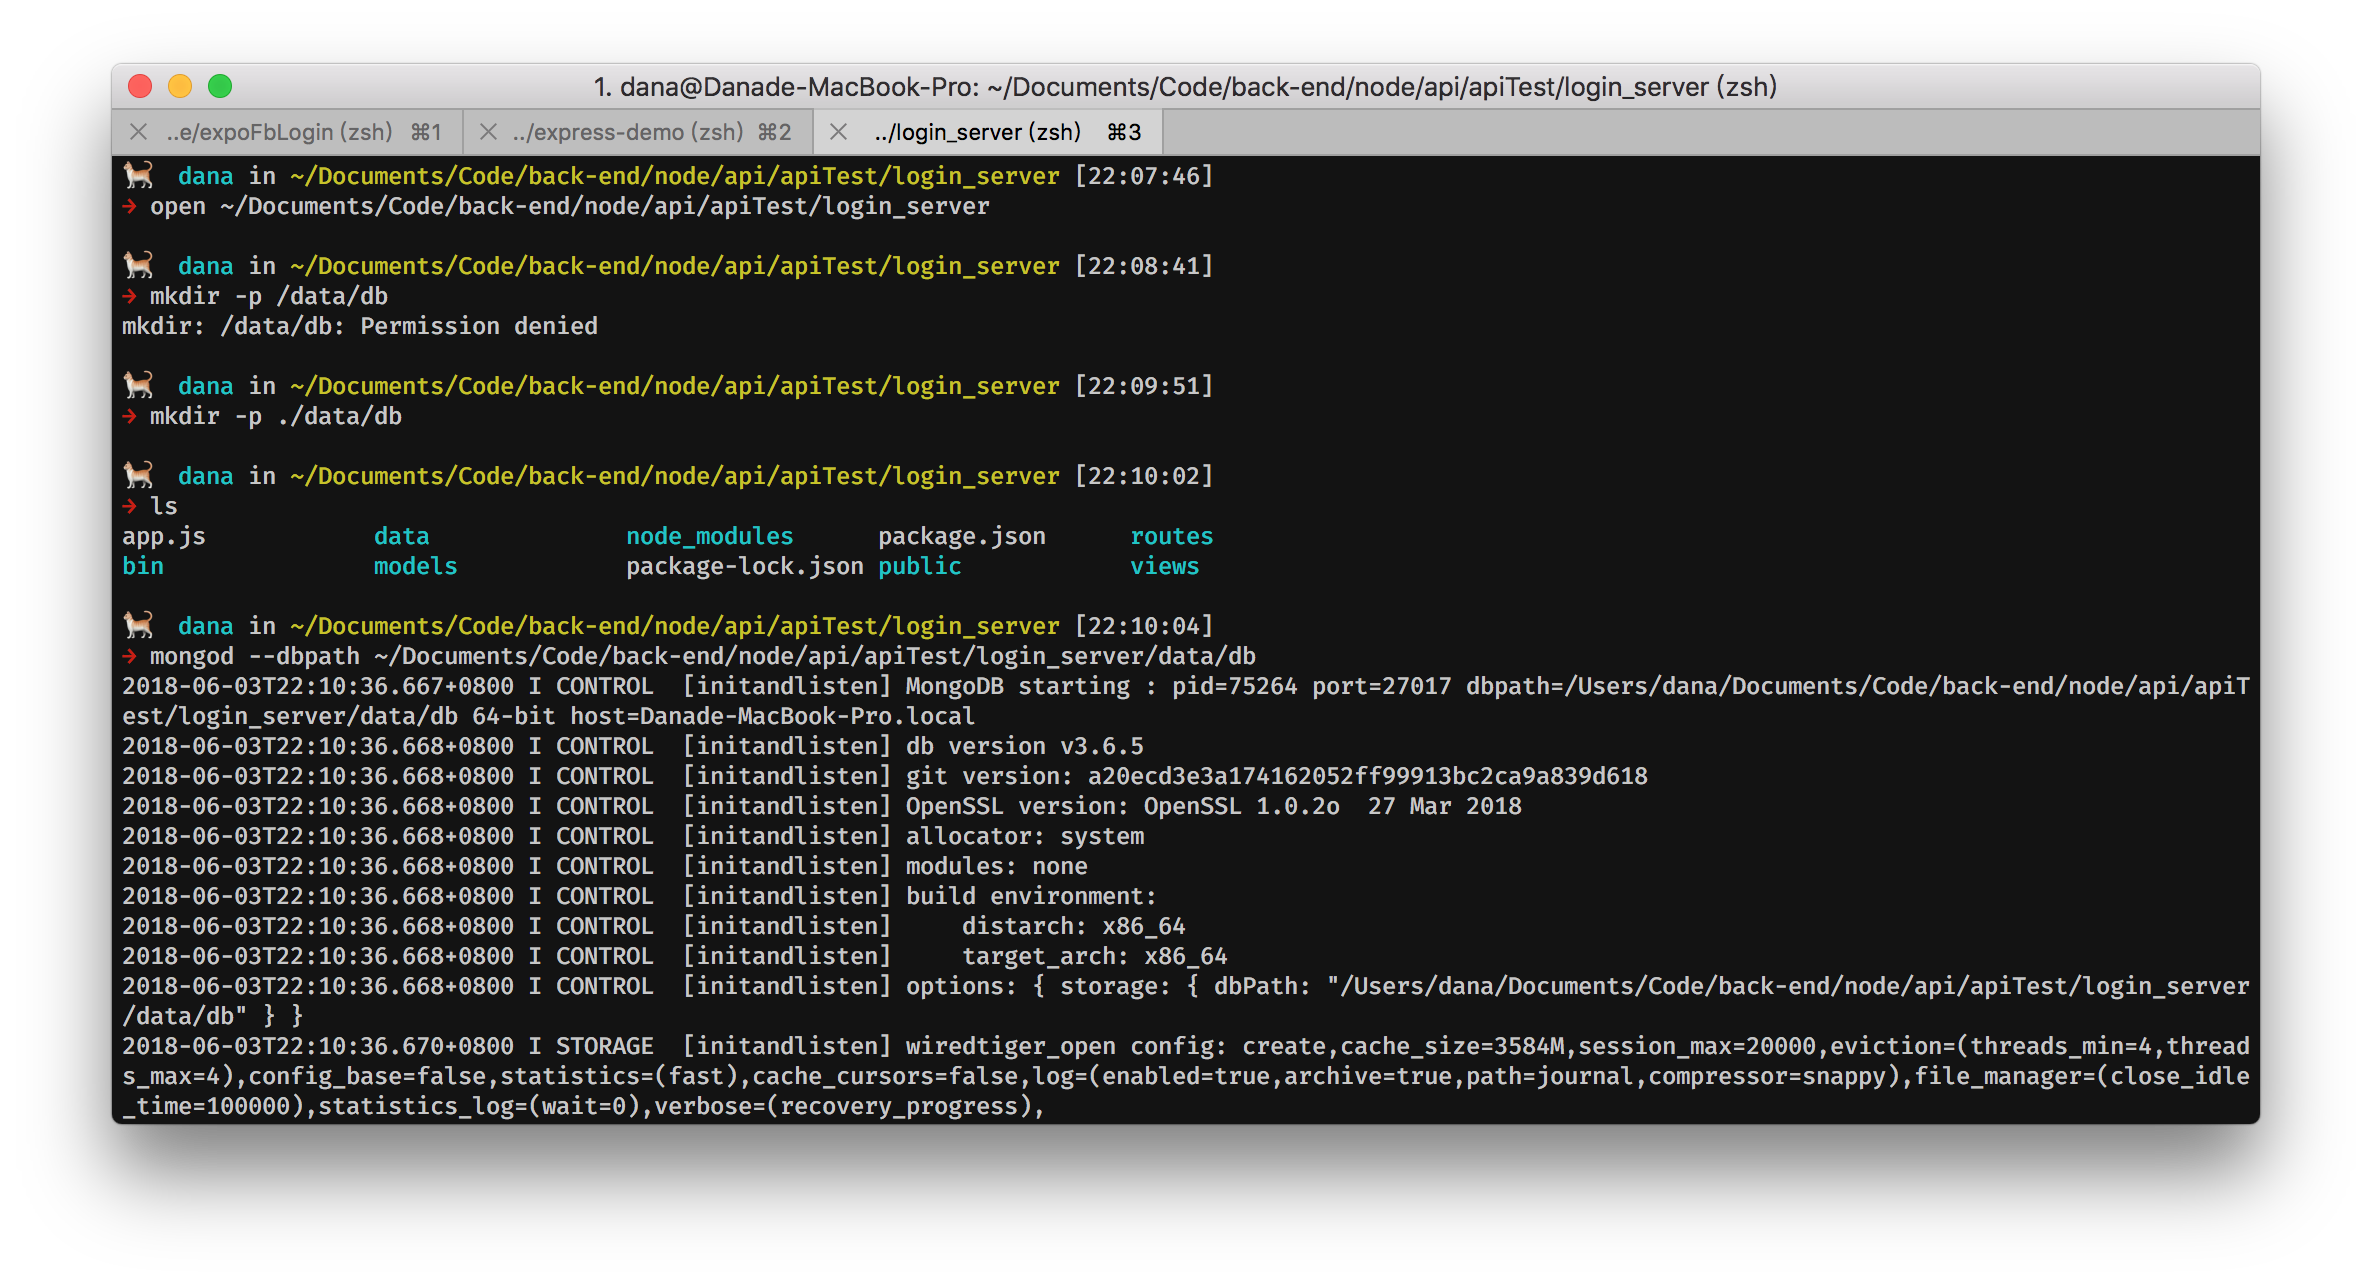 1. dana@Danade-MacBook-Pro: ~/Documents/Code/back-end/node/api/apiTest/login_server (zsh)
..e/expoFbLogin (zsh) ⌘1 ../express-demo (zsh) ⌘2 ../login_server (zsh) ⌘3
dana in ~/Documents/Code/back-end/node/api/apiTest/login_server [22:07:46]
→ open ~/Documents/Code/back-end/node/api/apiTest/login_server
dana in ~/Documents/Code/back-end/node/api/apiTest/login_server [22:08:41]
→ mkdir -p /data/db
mkdir: /data/db: Permission denied
dana in ~/Documents/Code/back-end/node/api/apiTest/login_server [22:09:51]
→ mkdir -p ./data/db
dana in ~/Documents/Code/back-end/node/api/apiTest/login_server [22:10:02]
→ ls
app.js data node_modules package.json routes
bin models package-lock.json public views
dana in ~/Documents/Code/back-end/node/api/apiTest/login_server [22:10:04]
→ mongod --dbpath ~/Documents/Code/back-end/node/api/apiTest/login_server/data/db
2018-06-03T22:10:36.667+0800 I CONTROL  [initandlisten] MongoDB starting : pid=75264 port=27017 dbpath=/Users/dana/Documents/Code/back-end/node/api/apiT
est/login_server/data/db 64-bit host=Danade-MacBook-Pro.local
2018-06-03T22:10:36.668+0800 I CONTROL  [initandlisten] db version v3.6.5
2018-06-03T22:10:36.668+0800 I CONTROL  [initandlisten] git version: a20ecd3e3a174162052ff99913bc2ca9a839d618
2018-06-03T22:10:36.668+0800 I CONTROL  [initandlisten] OpenSSL version: OpenSSL 1.0.2o  27 Mar 2018
2018-06-03T22:10:36.668+0800 I CONTROL  [initandlisten] allocator: system
2018-06-03T22:10:36.668+0800 I CONTROL  [initandlisten] modules: none
2018-06-03T22:10:36.668+0800 I CONTROL  [initandlisten] build environment:
2018-06-03T22:10:36.668+0800 I CONTROL  [initandlisten]     distarch: x86_64
2018-06-03T22:10:36.668+0800 I CONTROL  [initandlisten]     target_arch: x86_64
2018-06-03T22:10:36.668+0800 I CONTROL  [initandlisten] options: { storage: { dbPath: "/Users/dana/Documents/Code/back-end/node/api/apiTest/login_server
/data/db" } }
2018-06-03T22:10:36.670+0800 I STORAGE  [initandlisten] wiredtiger_open config: create,cache_size=3584M,session_max=20000,eviction=(threads_min=4,thread
s_max=4),config_base=false,statistics=(fast),cache_cursors=false,log=(enabled=true,archive=true,path=journal,compressor=snappy),file_manager=(close_idle
_time=100000),statistics_log=(wait=0),verbose=(recovery_progress),